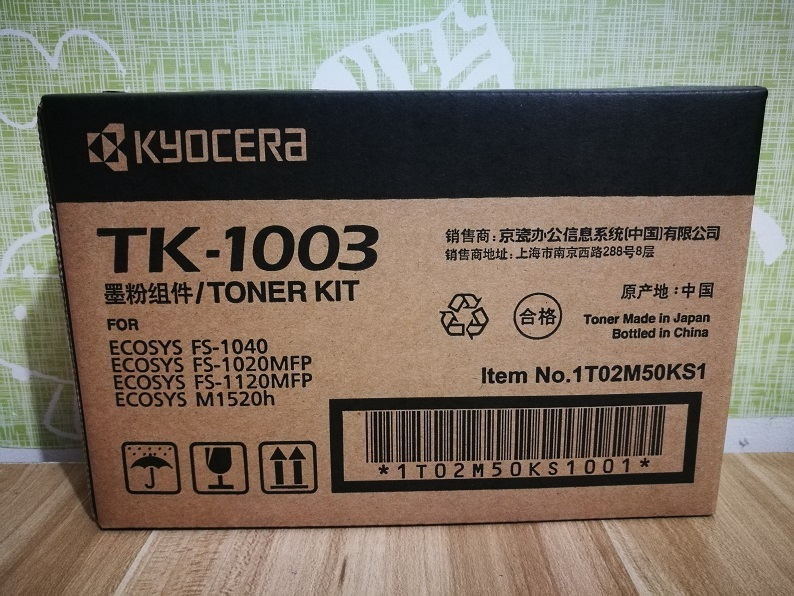 KYOCERA
TK-1003
墨粉组件/TONER KIT
FOR
ECOSYS FS-1040
ECOSYS FS-1020MFP
ECOSYS FS-1120MFP
ECOSYS M1520h
销售商：京瓷办公信息系统(中国)有限公司
销售商地址：上海市南京西路288号8层
合格
原产地：中国
Toner Made in Japan
Bottled in China
Item No.1T02M50KS1
*1T02M50KS1001*